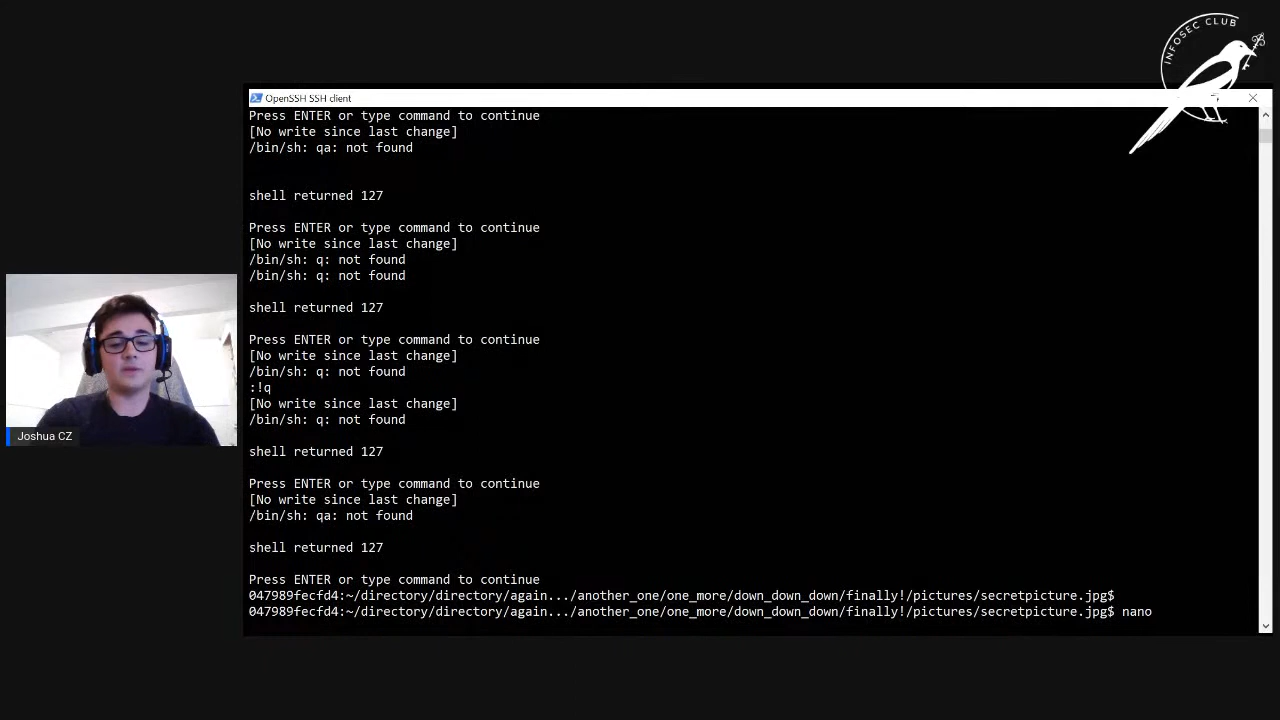 INFOSEC CLUB
OpenSSH SSH client
Press ENTER or type command to continue
[No write since last change]
/bin/sh: qa: not found
shell returned 127
Press ENTER or type command to continue
[No write since last change]
/bin/sh: q: not found
/bin/sh: q: not found
shell returned 127
Press ENTER or type command to continue
[No write since last change]
/bin/sh: q: not found
:!q
[No write since last change]
/bin/sh: q: not found
shell returned 127
Press ENTER or type command to continue
[No write since last change]
/bin/sh: qa: not found
shell returned 127
Press ENTER or type command to continue
047989fecfd4:~/directory/directory/again.../another_one/one_more/down_down_down/finally!/pictures/secretpicture.jpg$
047989fecfd4:~/directory/directory/again.../another_one/one_more/down_down_down/finally!/pictures/secretpicture.jpg$ nano
Joshua CZ